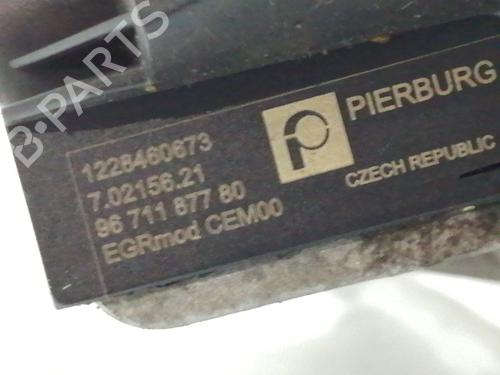 B-PARTS
PIERBURG
CZECH REPUBLIC
1228460673
7.02156.21
96 711 877 80
EGRmod CEM00